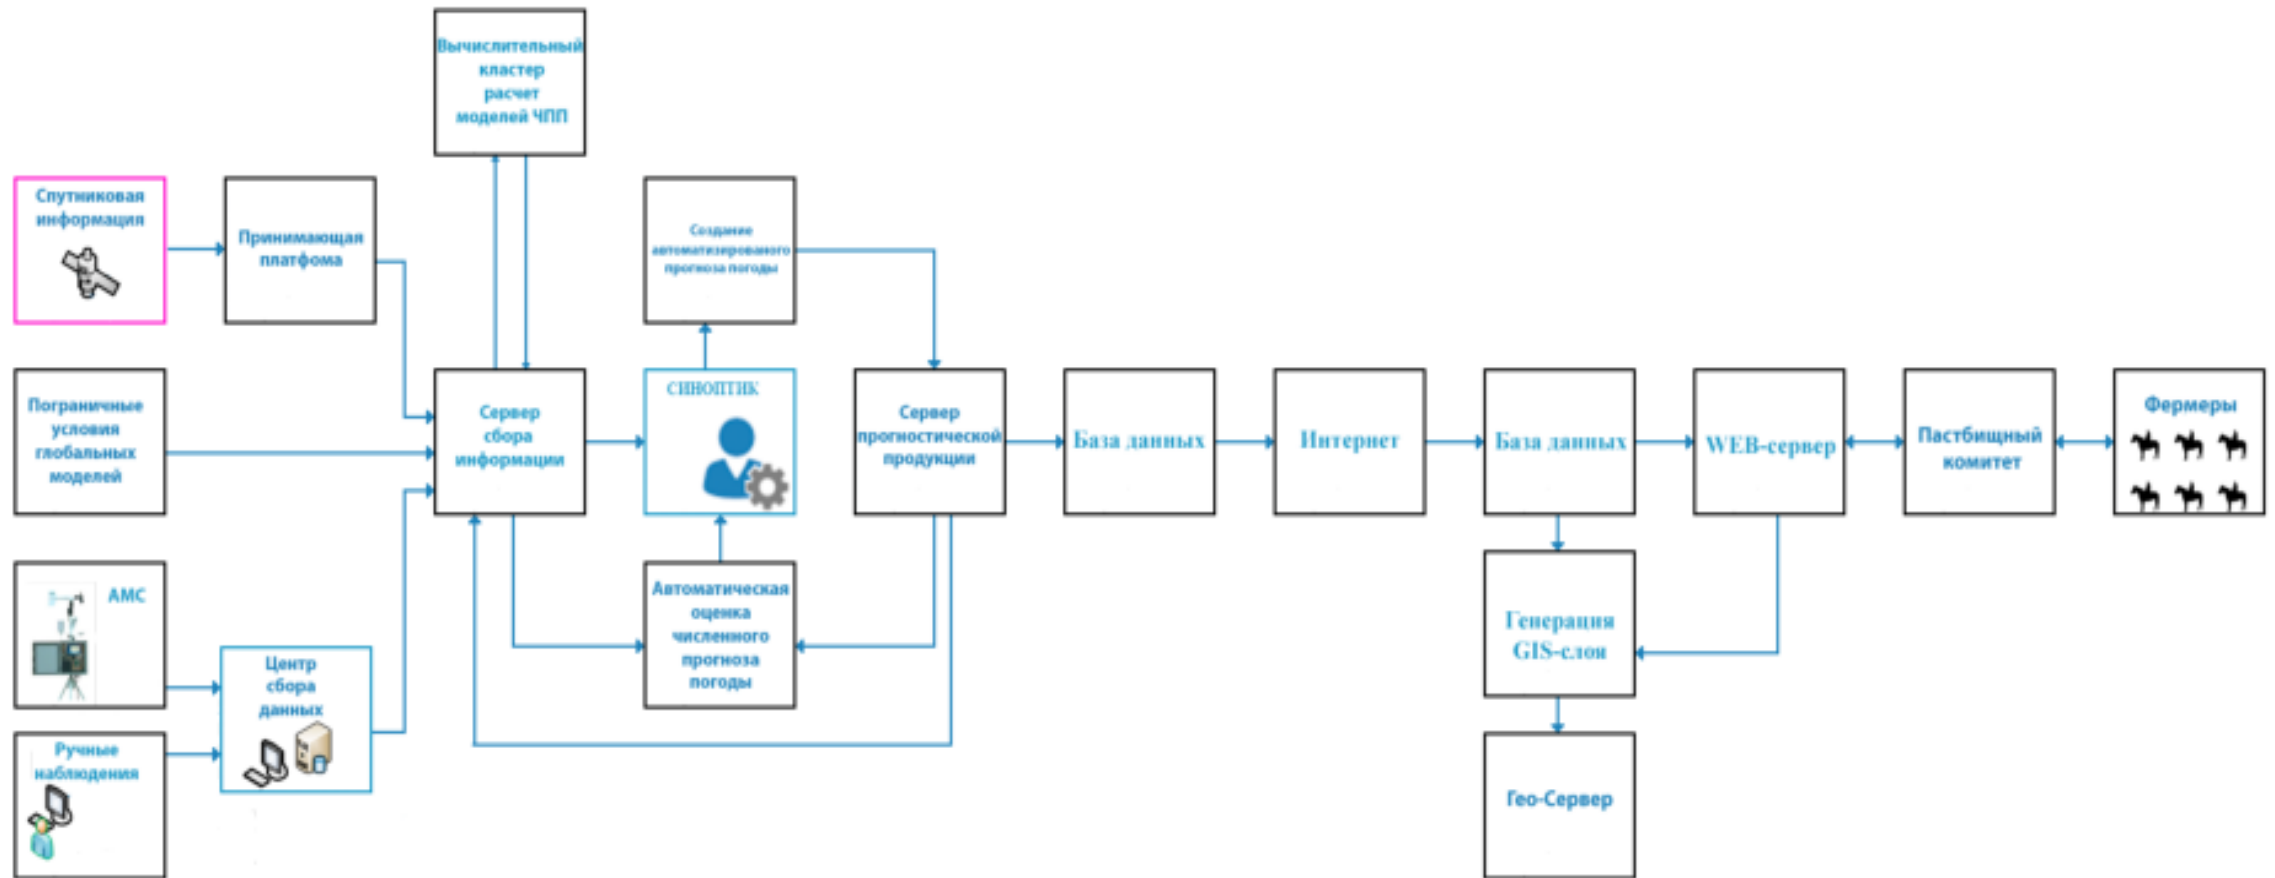 Вычислительный
кластер
расчет
моделей ЧПП
Спутниковая
информация
Принимающая
платфома
Создание
автоматизированого
прогноза погоды
Пограничные
условия
глобальных
моделей
Сервер
сбора
информации
СИНОПТИК
Сервер
прогностической
продукции
База данных
Интернет
База данных
WEB-сервер
Пастбищный
комитет
Фермеры
АМС
Автоматическая
оценка
численного
прогноза
погоды
Генерация
GIS-слоя
Центр
сбора
данных
Ручные
наблюдения
Гео-Сервер